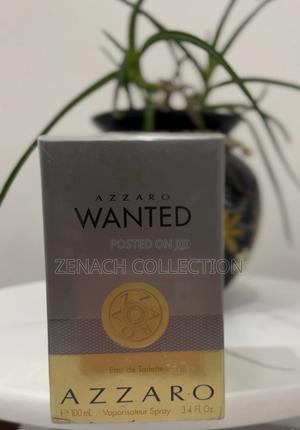 AZZARO
WANTED
POSTED ON JIJI
ZENACH COLLECTION
AZZARO
Eau de Toilette
AZZARO
℮ 100 mL Vaporisateur Spray 3.4 Fl. Oz.